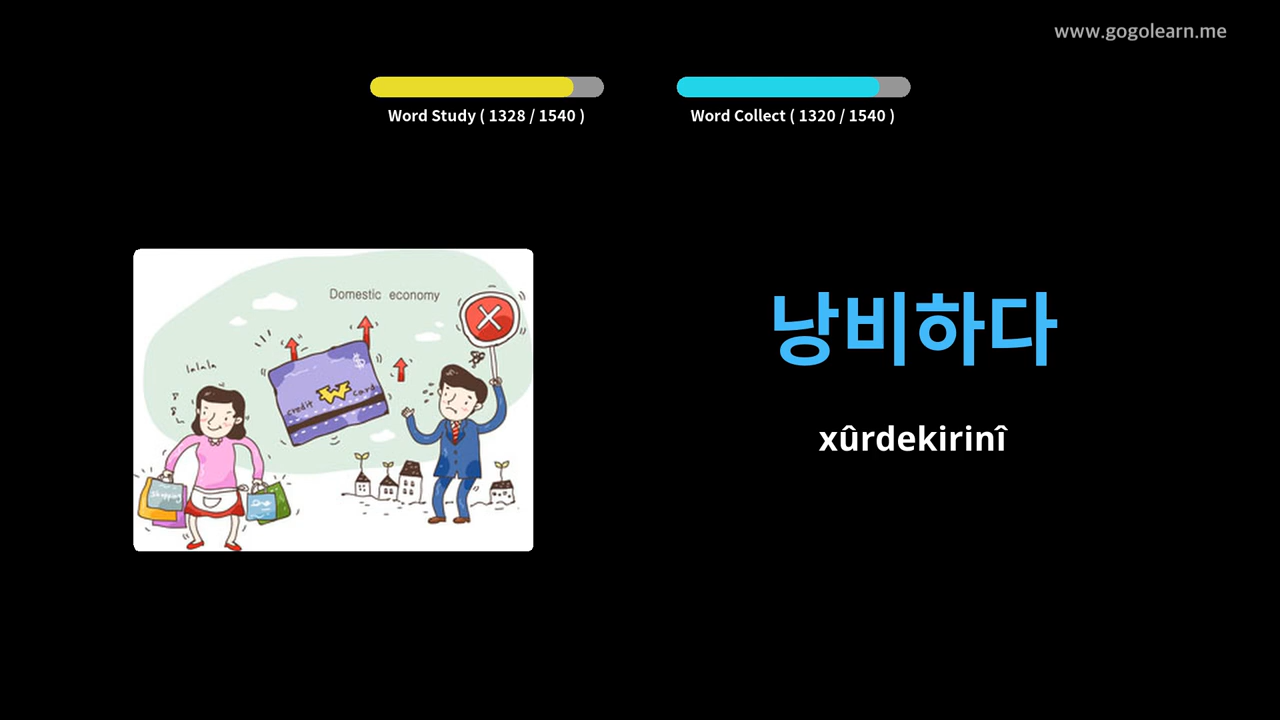 www.gogolearn.me
Word Study ( 1328 / 1540 )
Word Collect ( 1320 / 1540 )
Domestic economy
lalala
credit card
Shopping
낭비하다
xûrdekirinî